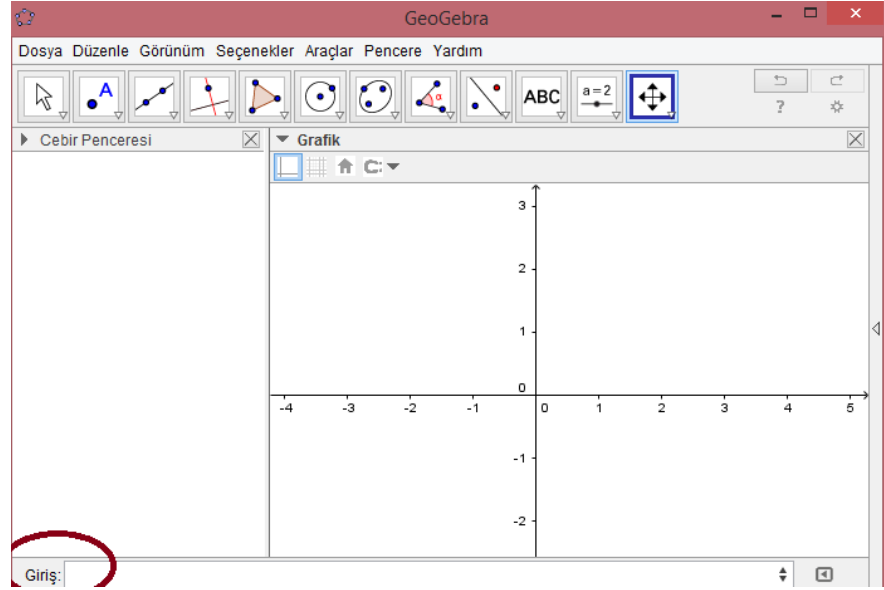 GeoGebra
Dosya Düzenle Görünüm Seçenekler Araçlar Pencere Yardım
A α ABC a=2 ?
Cebir Penceresi Grafik
3
2
1
0
-4 -3 -2 -1 0 1 2 3 4 5
-1
-2
Giriş: